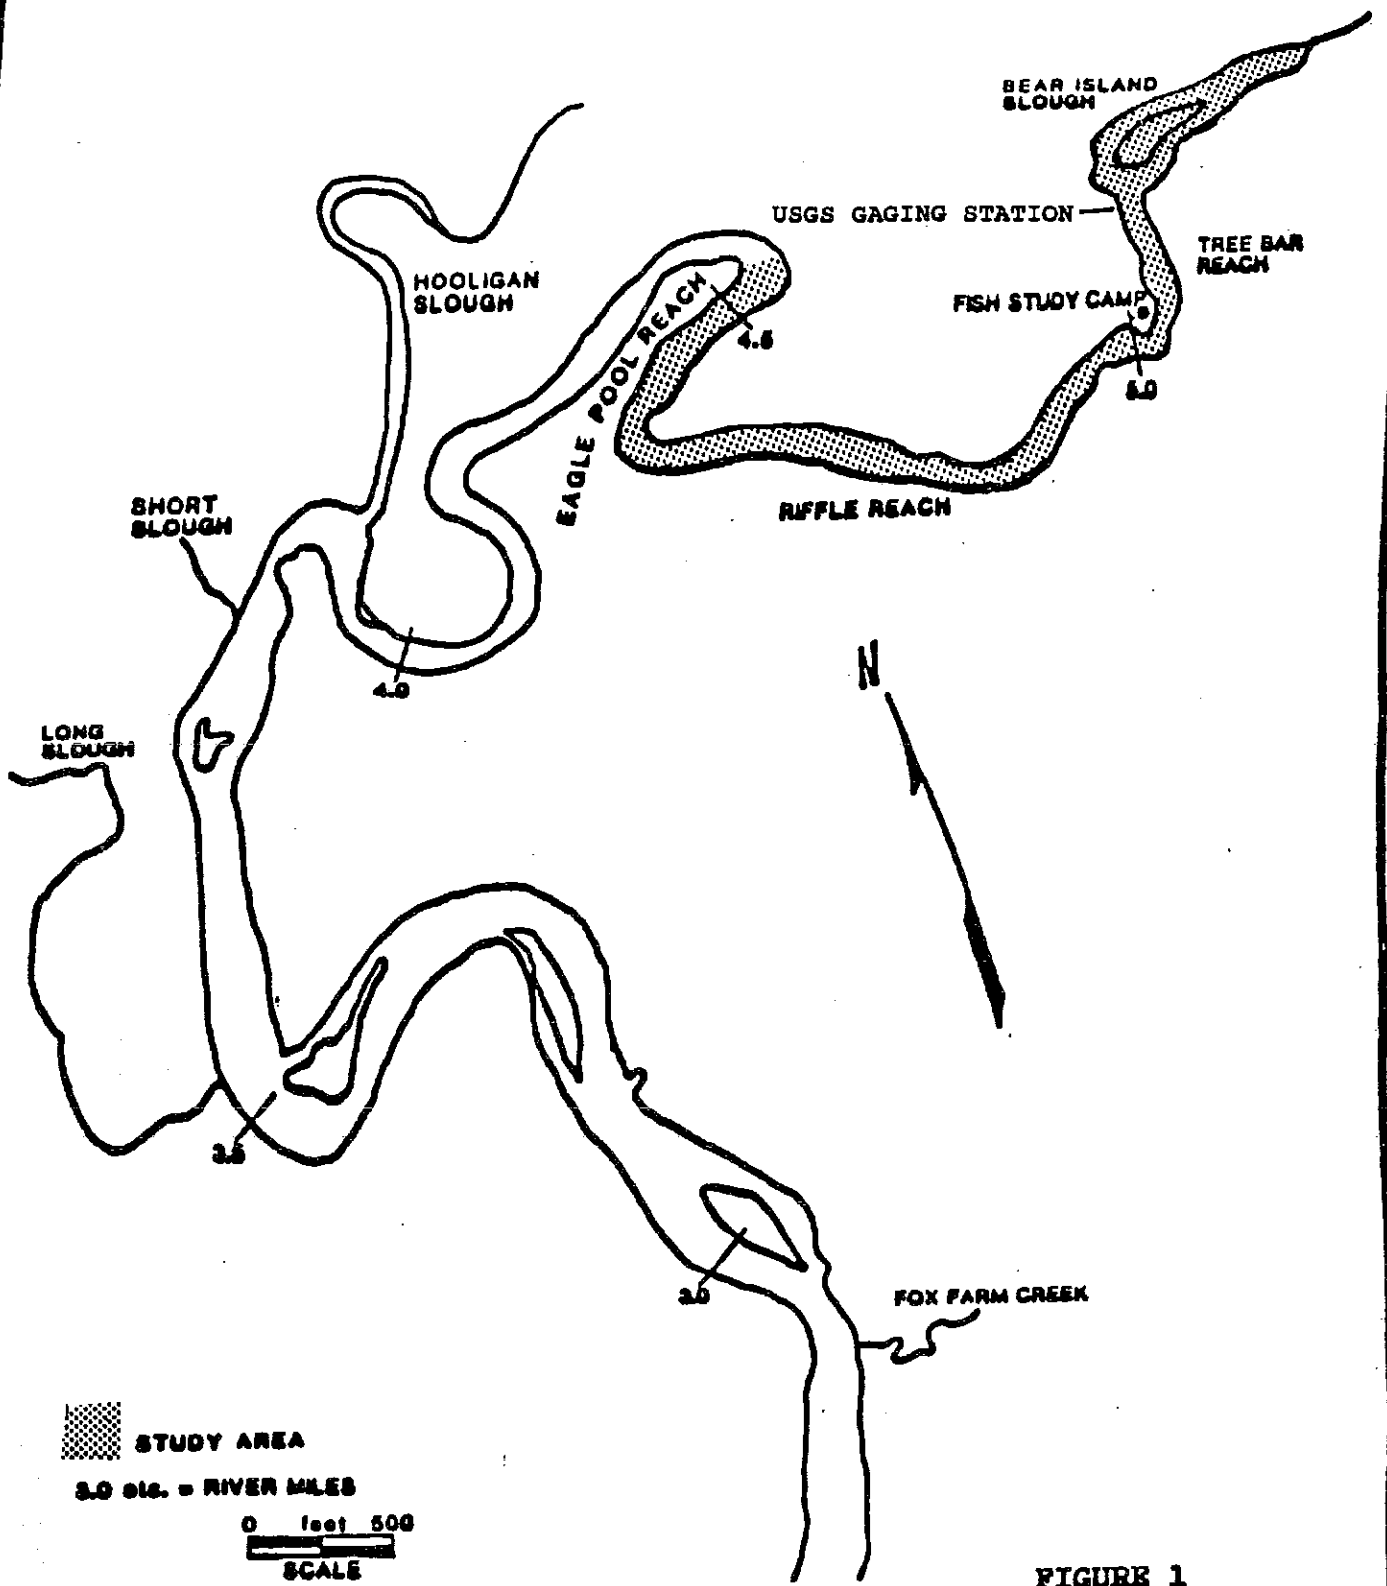 BEAR ISLAND
SLOUGH
USGS GAGING STATION
TREE BAR
REACH
HOOLIGAN
SLOUGH
FISH STUDY CAMP
4.5
5.0
EAGLE POOL REACH
SHORT
SLOUGH
RIFFLE REACH
N
4.0
LONG
SLOUGH
3.5
3.0
FOX FARM CREEK
STUDY AREA
3.0 etc. = RIVER MILES
0 feet 500
SCALE
FIGURE 1